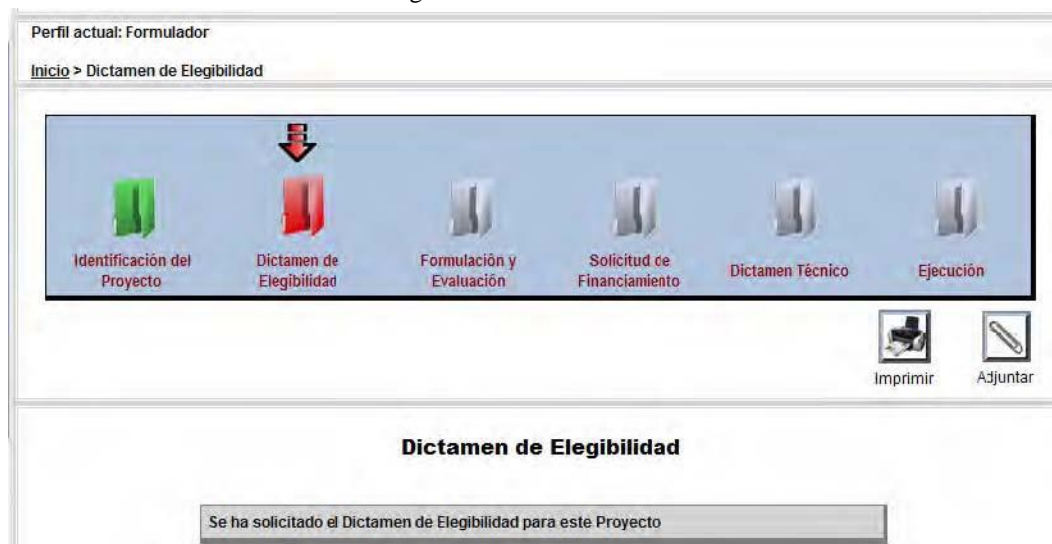 Perfil actual: Formulador
Inicio > Dictamen de Elegibilidad
Identificación del
Proyecto
Dictamen de
Elegibilidad
Formulación y
Evaluación
Solicitud de
Financiamiento
Dictamen Técnico
Ejecución
Imprimir
Adjuntar
Dictamen de Elegibilidad
Se ha solicitado el Dictamen de Elegibilidad para este Proyecto